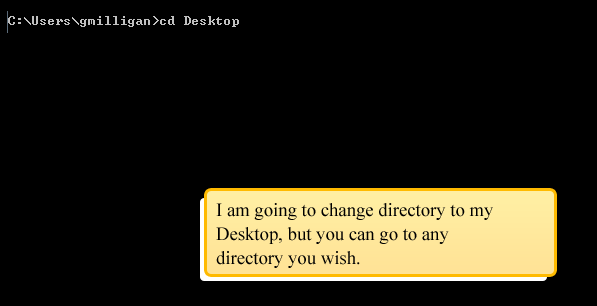 C:\Users\gmilligan>cd Desktop
I am going to change directory to my
Desktop, but you can go to any
directory you wish.